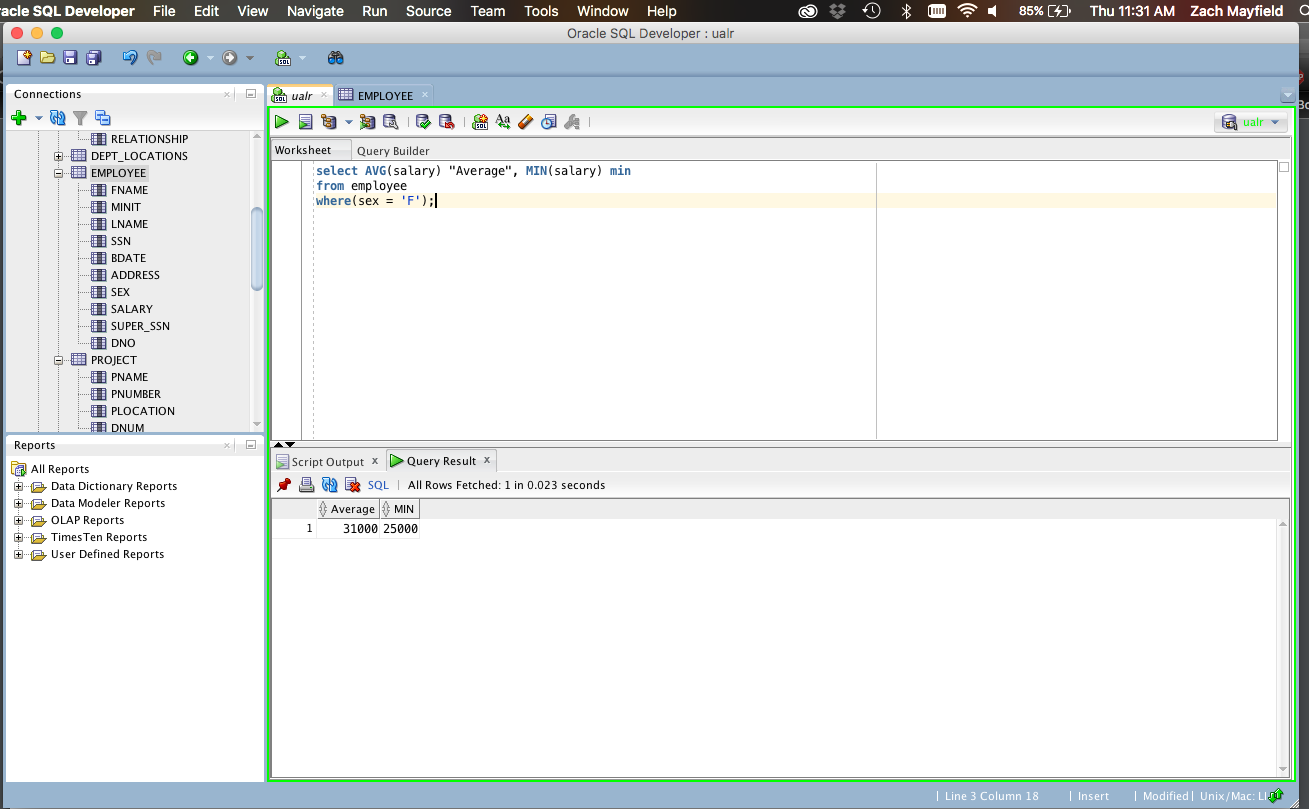 acle SQL Developer File Edit View Navigate Run Source Team Tools Window Help 85% Thu 11:31 AM Zach Mayfield
Oracle SQL Developer : ualr
Connections
RELATIONSHIP
DEPT_LOCATIONS
EMPLOYEE
FNAME
MINIT
LNAME
SSN
BDATE
ADDRESS
SEX
SALARY
SUPER_SSN
DNO
PROJECT
PNAME
PNUMBER
PLOCATION
DNUM
Reports
All Reports
Data Dictionary Reports
Data Modeler Reports
OLAP Reports
TimesTen Reports
User Defined Reports
ualr EMPLOYEE
ualr
Worksheet Query Builder
select AVG(salary) "Average", MIN(salary) min
from employee
where(sex = 'F');
Script Output x Query Result x
SQL | All Rows Fetched: 1 in 0.023 seconds
Average MIN
1 31000 25000
| Line 3 Column 18 | Insert | Modified | Unix/Mac: LF